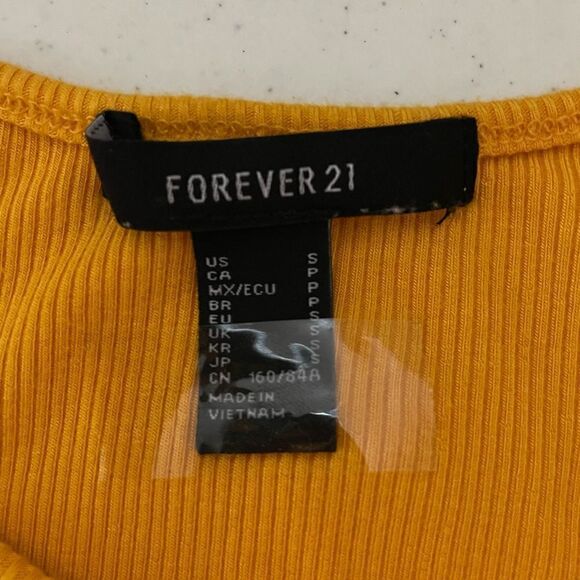 FOREVER 21
US S
CA P
MX/ECU P
BR P
EU S
UK S
KR S
JP S
CN 160/84A
MADE IN
VIETNAM